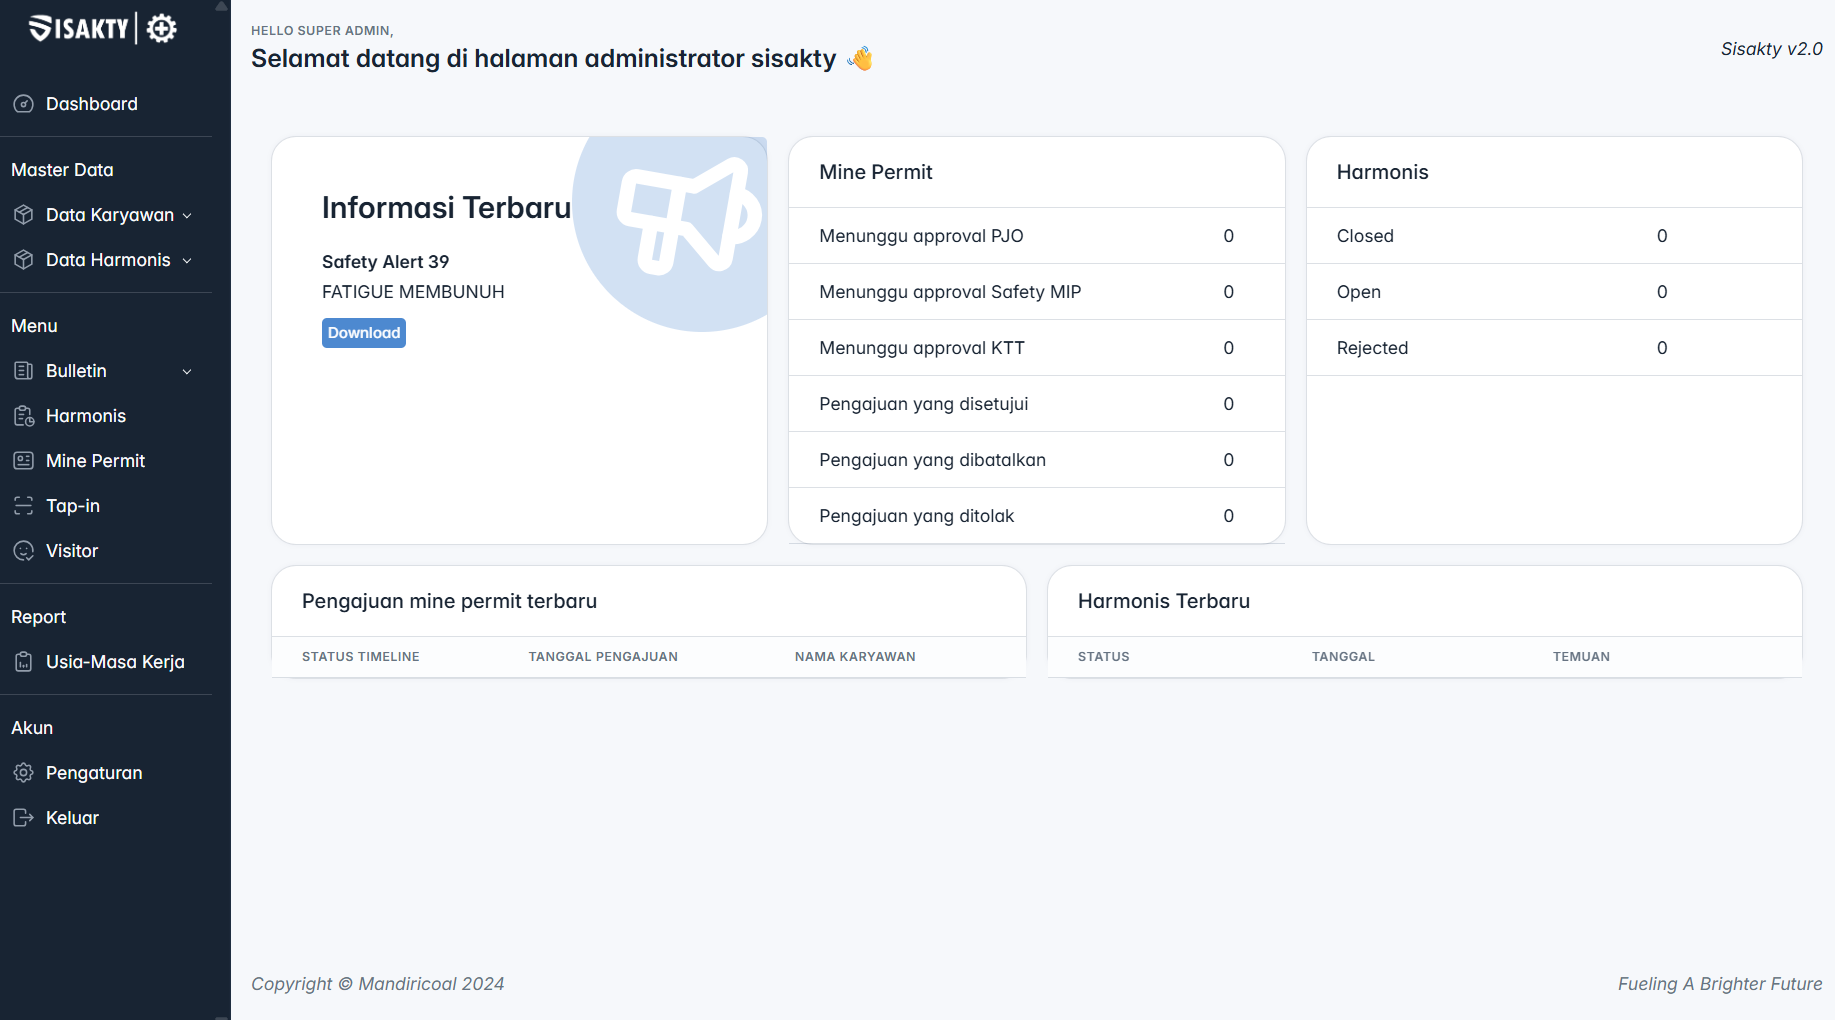 SISAKTY
Dashboard
Master Data
Data Karyawan
Data Harmonis
Menu
Bulletin
Harmonis
Mine Permit
Tap-in
Visitor
Report
Usia-Masa Kerja
Akun
Pengaturan
Keluar
HELLO SUPER ADMIN,
Selamat datang di halaman administrator sisakty 👋
Sisakty v2.0
Informasi Terbaru
Safety Alert 39
FATIGUE MEMBUNUH
Download
Mine Permit
Menunggu approval PJO 0
Menunggu approval Safety MIP 0
Menunggu approval KTT 0
Pengajuan yang disetujui 0
Pengajuan yang dibatalkan 0
Pengajuan yang ditolak 0
Harmonis
Closed 0
Open 0
Rejected 0
Pengajuan mine permit terbaru
STATUS TIMELINE TANGGAL PENGAJUAN NAMA KARYAWAN
Harmonis Terbaru
STATUS TANGGAL TEMUAN
Copyright © Mandiricoal 2024
Fueling A Brighter Future